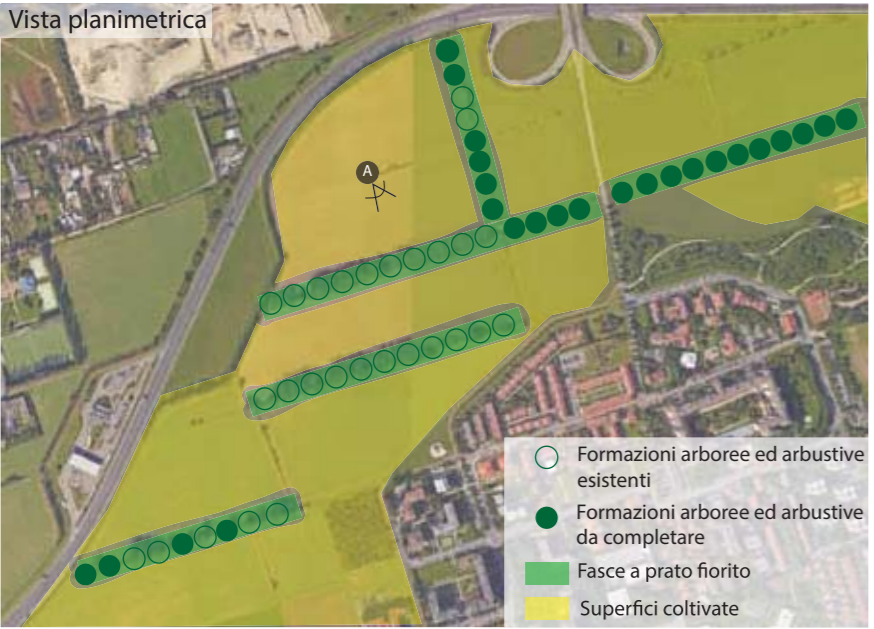 Vista planimetrica
A
Formazioni arboree ed arbustive
esistenti
Formazioni arboree ed arbustive
da completare
Fasce a prato fiorito
Superfici coltivate